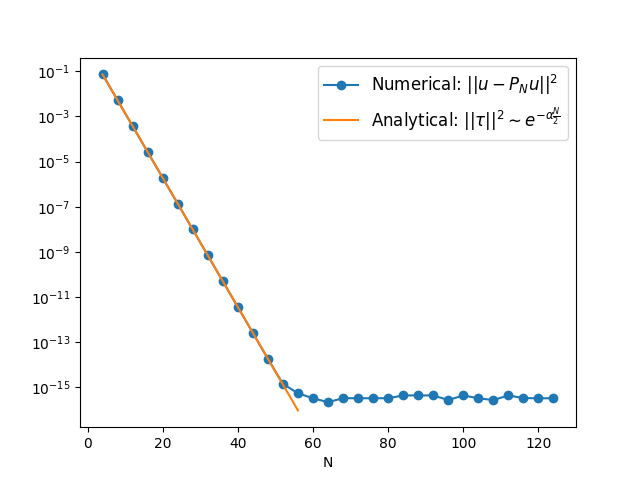 Numerical: $||u - P_N u||^2$
Analytical: $||\tau||^2 \sim e^{-\alpha \frac{N}{2}}$
$10^{-1}$
$10^{-3}$
$10^{-5}$
$10^{-7}$
$10^{-9}$
$10^{-11}$
$10^{-13}$
$10^{-15}$
0 20 40 60 80 100 120
N